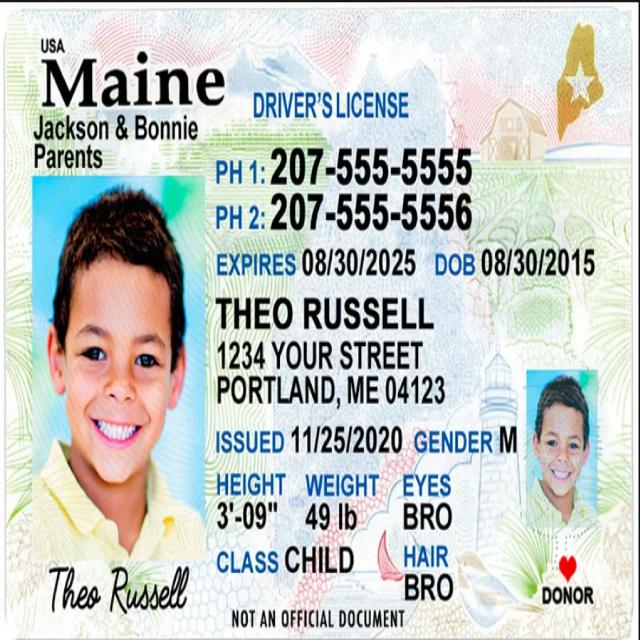 USA
Maine
DRIVER'S LICENSE
Jackson & Bonnie
Parents
PH 1: 207-555-5555
PH 2: 207-555-5556
EXPIRES 08/30/2025 DOB 08/30/2015
THEO RUSSELL
1234 YOUR STREET
PORTLAND, ME 04123
ISSUED 11/25/2020 GENDER M
HEIGHT WEIGHT EYES
3'-09" 49 lb BRO
CLASS CHILD HAIR
BRO
Theo Russell
DONOR
NOT AN OFFICIAL DOCUMENT